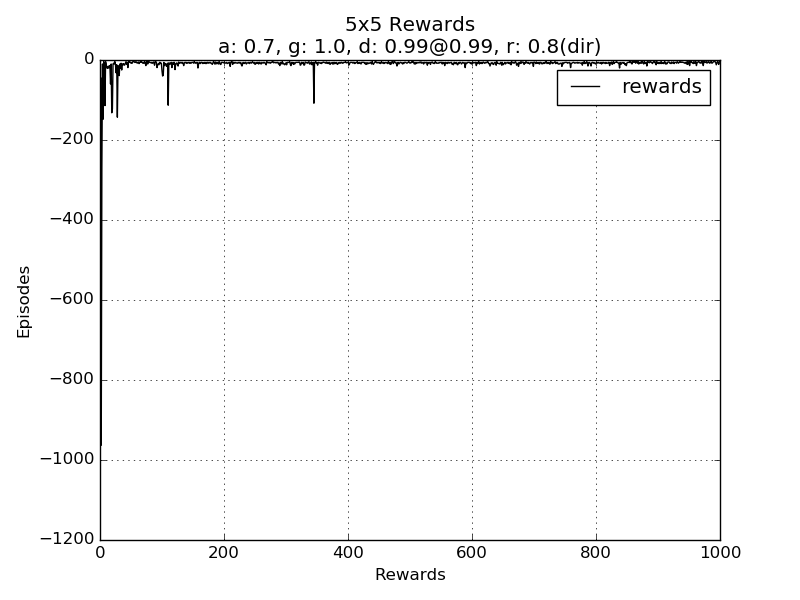 5x5 Rewards
a: 0.7, g: 1.0, d: 0.99@0.99, r: 0.8(dir)
rewards
0
−200
−400
−600
−800
−1000
−1200
Episodes
0 200 400 600 800 1000
Rewards